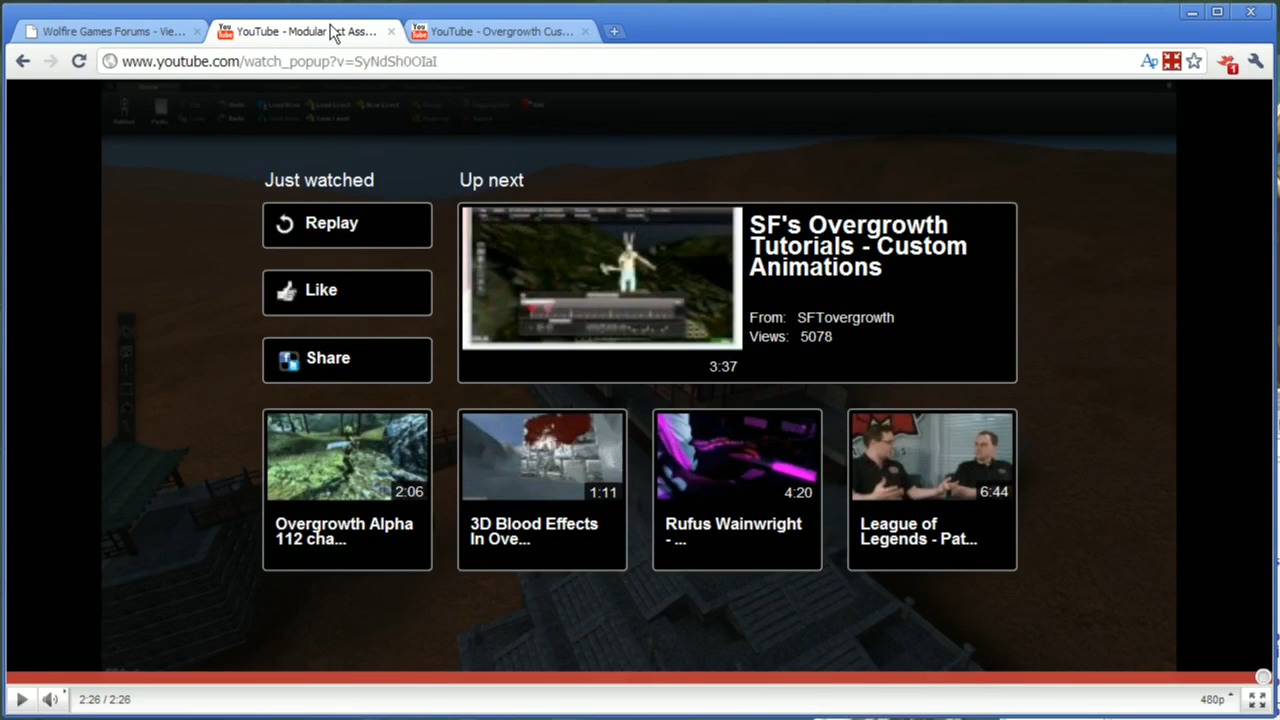 Wolfire Games Forums - Vie...
YouTube - Modular
st Ass...
YouTube - Overgrowth Cus...
www.youtube.com/watch_popup?v=SyNdSh0OIaI
1
Just watched
Up next
Replay
Like
Share
SF's Overgrowth
Tutorials - Custom
Animations
From: SFTovergrowth
Views: 5078
3:37
2:06
Overgrowth Alpha
112 cha...
1:11
3D Blood Effects
In Ove...
4:20
Rufus Wainwright
- ...
6:44
League of
Legends - Pat...
2:26 / 2:26
480p